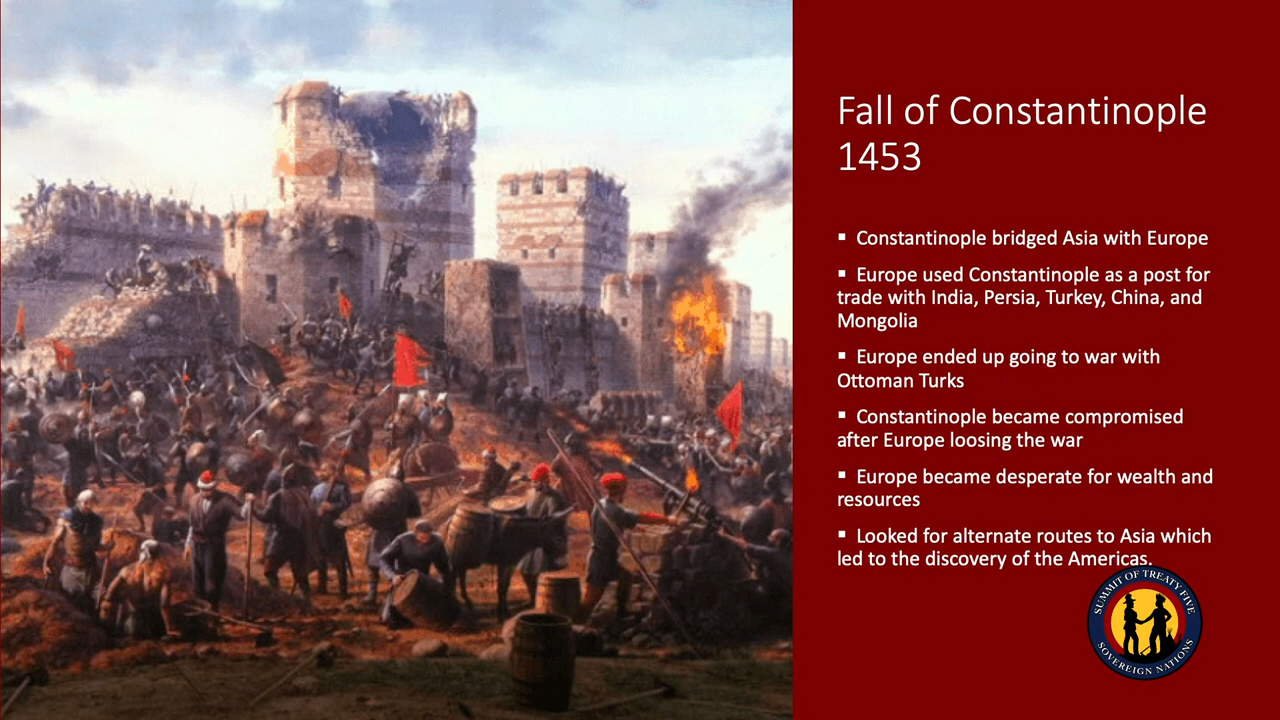 Fall of Constantinople
1453
▪ Constantinople bridged Asia with Europe
▪ Europe used Constantinople as a post for
trade with India, Persia, Turkey, China, and
Mongolia
▪ Europe ended up going to war with
Ottoman Turks
▪ Constantinople became compromised
after Europe loosing the war
▪ Europe became desperate for wealth and
resources
▪ Looked for alternate routes to Asia which
led to the discovery of the Americas.
SUMMIT OF TREATY FIVE
SOVEREIGN NATIONS